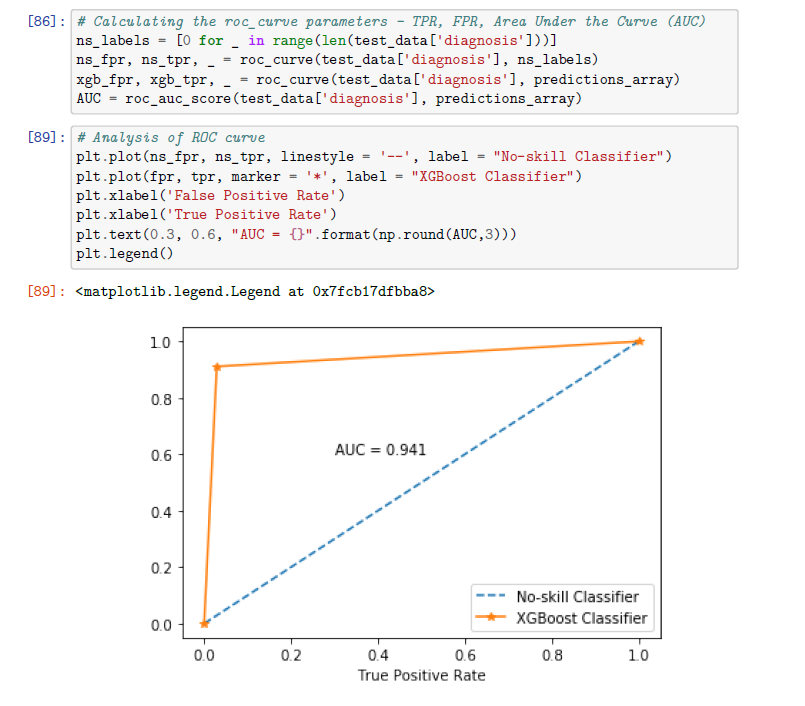 [86]: # Calculating the roc_curve parameters - TPR, FPR, Area Under the Curve (AUC)
ns_labels = [0 for _ in range(len(test_data['diagnosis']))]
ns_fpr, ns_tpr, _ = roc_curve(test_data['diagnosis'], ns_labels)
xgb_fpr, xgb_tpr, _ = roc_curve(test_data['diagnosis'], predictions_array)
AUC = roc_auc_score(test_data['diagnosis'], predictions_array)
[89]: # Analysis of ROC curve
plt.plot(ns_fpr, ns_tpr, linestyle = '--', label = "No-skill Classifier")
plt.plot(fpr, tpr, marker = '*', label = "XGBoost Classifier")
plt.xlabel('False Positive Rate')
plt.xlabel('True Positive Rate')
plt.text(0.3, 0.6, "AUC = {}".format(np.round(AUC,3)))
plt.legend()
[89]: <matplotlib.legend.Legend at 0x7fcb17dfbba8>
1.0
0.8
0.6
0.4
0.2
0.0
AUC = 0.941
No-skill Classifier
XGBoost Classifier
0.0 0.2 0.4 0.6 0.8 1.0
True Positive Rate